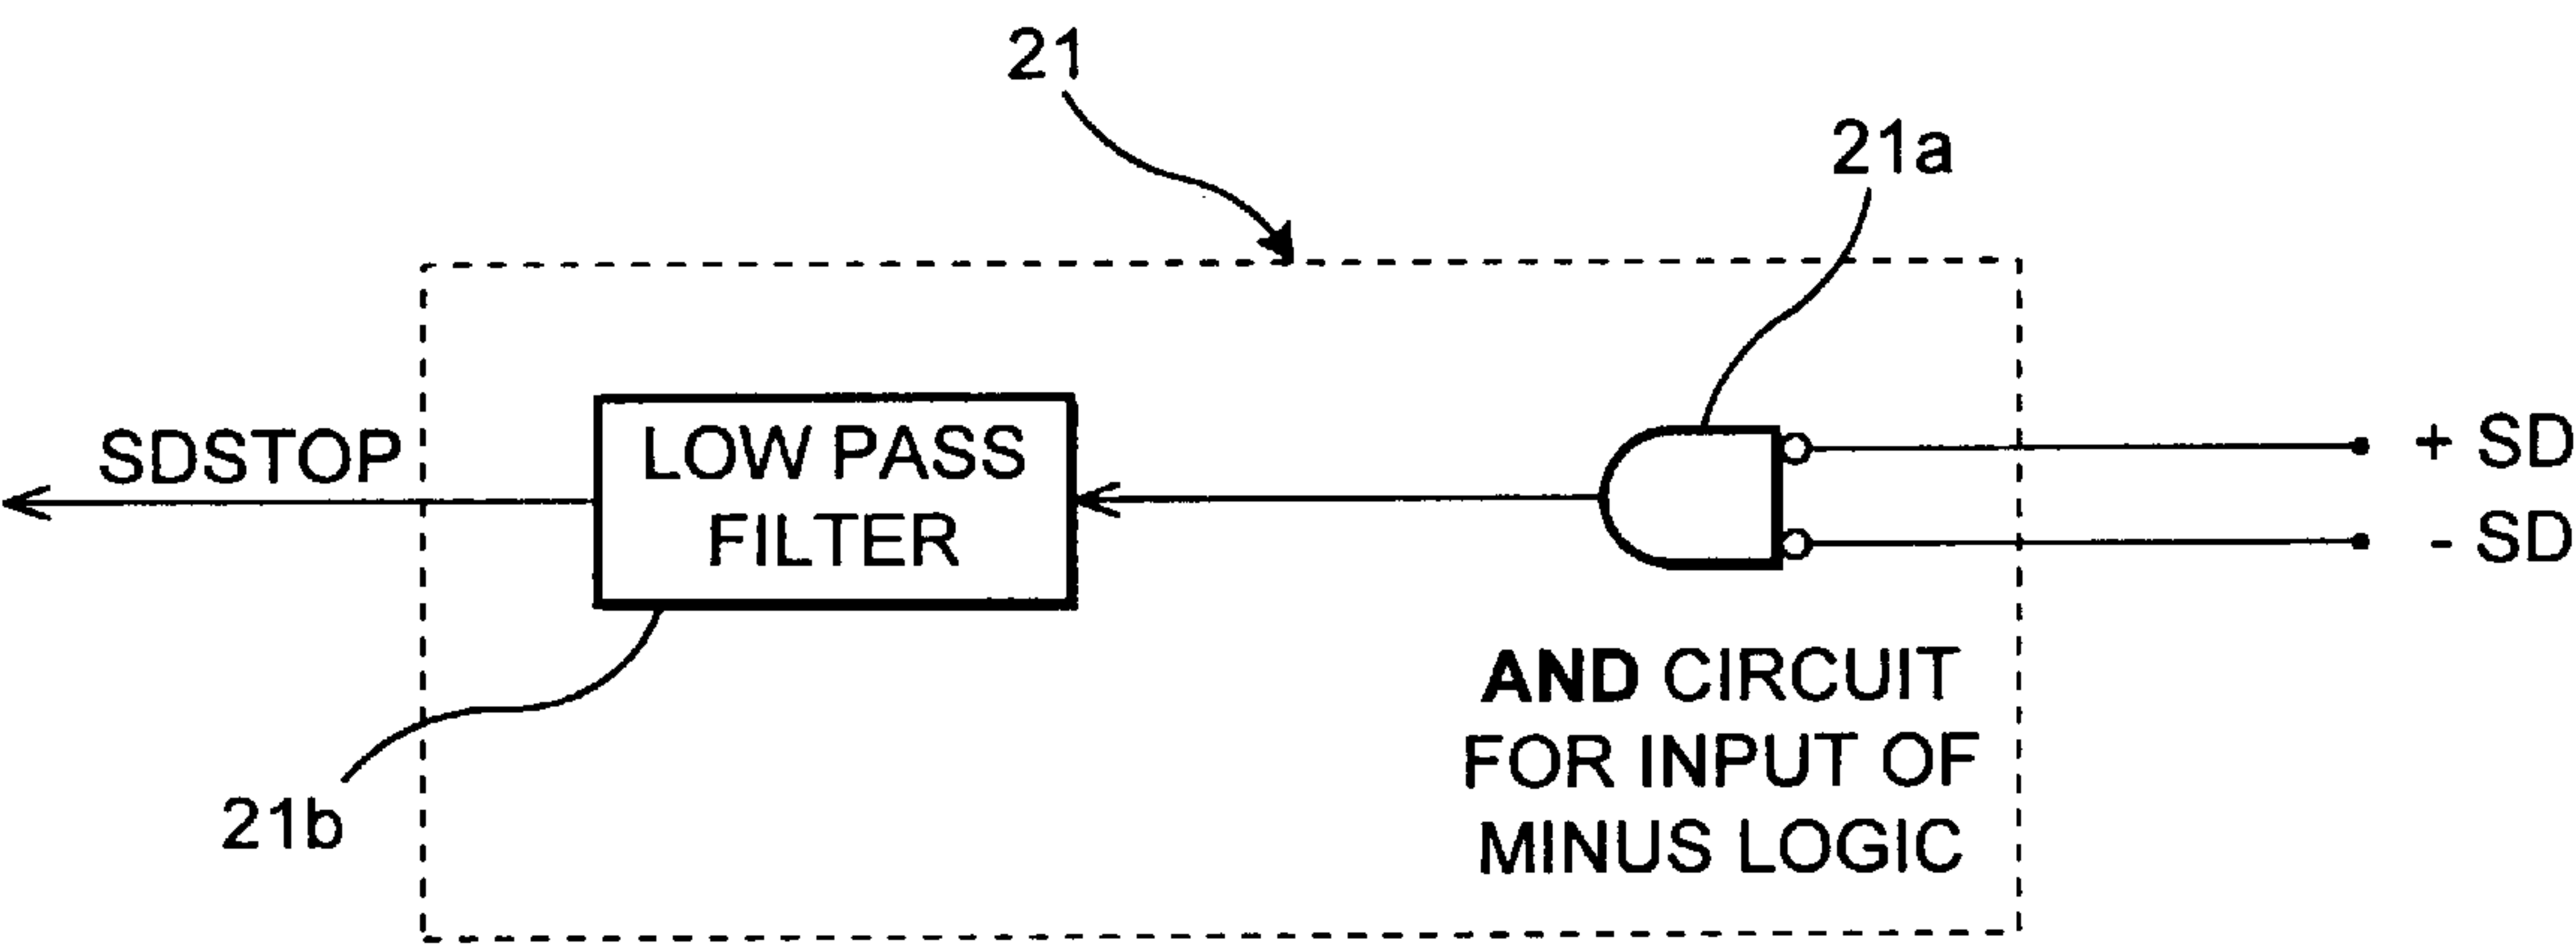 21
21a
SDSTOP
LOW PASS
FILTER
+ SD
- SD
AND CIRCUIT
FOR INPUT OF
MINUS LOGIC
21b